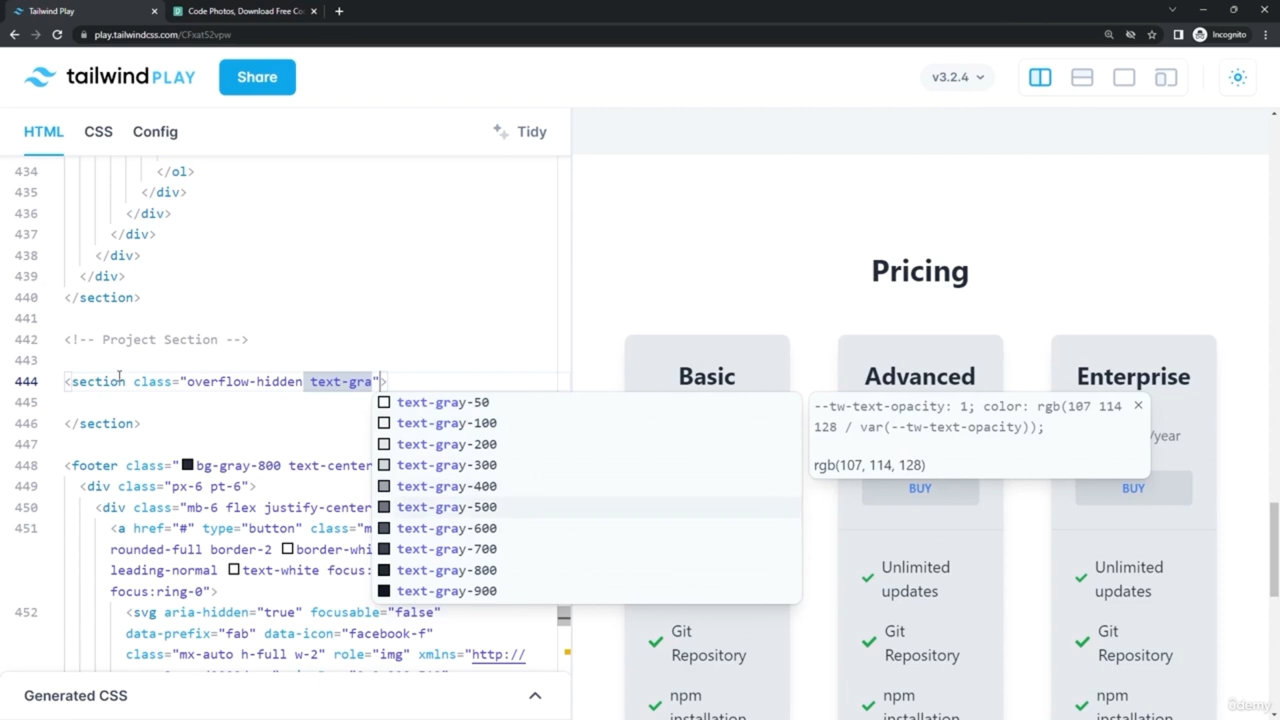 Tailwind Play
Code Photos, Download Free Co
play.tailwindcss.com/CFxat52vpw
Incognito
tailwind PLAY
Share
v3.2.4
HTML
CSS
Config
Tidy
434 </ol>
435 </div>
436 </div>
437 </div>
438 </div>
439 </div>
440 </section>
441
442 <!-- Project Section -->
443
444 <section class="overflow-hidden text-gra">
445
446 </section>
447
448 <footer class="bg-gray-800 text-center
449 <div class="px-6 pt-6">
450 <div class="mb-6 flex justify-center
451 <a href="#" type="button" class="m
rounded-full border-2 border-whi
leading-normal text-white focus:
focus:ring-0">
452 <svg aria-hidden="true" focusable="false"
data-prefix="fab" data-icon="facebook-f"
class="mx-auto h-full w-2" role="img" xmlns="http://
text-gray-50
text-gray-100
text-gray-200
text-gray-300
text-gray-400
text-gray-500
text-gray-600
text-gray-700
text-gray-800
text-gray-900
--tw-text-opacity: 1; color: rgb(107 114
128 / var(--tw-text-opacity));
rgb(107, 114, 128)
Generated CSS
Pricing
Basic
Advanced
Enterprise
/year
BUY
BUY
Unlimited
updates
Unlimited
updates
Git
Repository
Git
Repository
Git
Repository
npm
installation
npm
installation
npm
installation
ûdemy